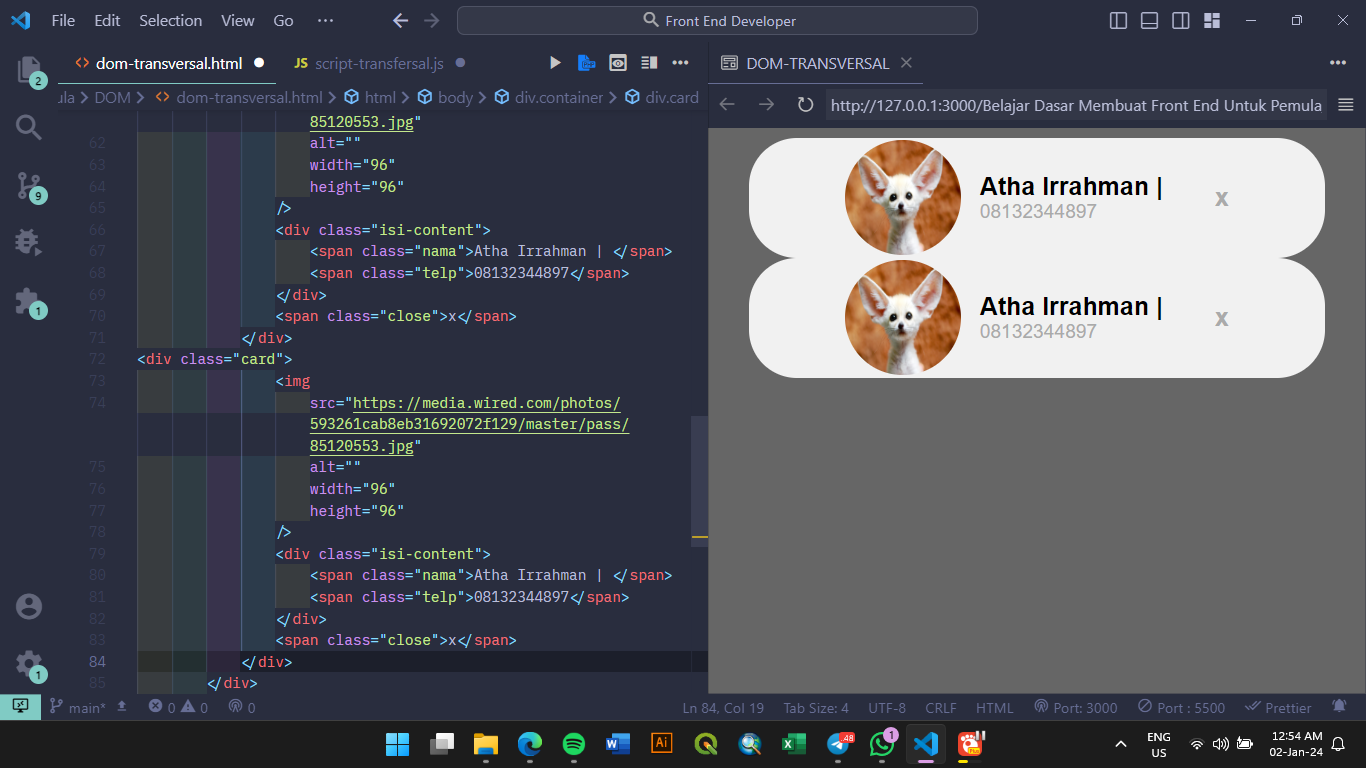 File Edit Selection View Go ··· Front End Developer
2 <> dom-transversal.html JS script-transfersal.js DOM-TRANSVERSAL
ula > DOM > <> dom-transversal.html > html > body > div.container > div.card
http://127.0.0.1:3000/Belajar Dasar Membuat Front End Untuk Pemula
85120553.jpg"
62 alt=""
63 width="96"
64 height="96"
65 />
66 <div class="isi-content">
67 <span class="nama">Atha Irrahman | </span>
68 <span class="telp">08132344897</span>
69 </div>
70 <span class="close">x</span>
71 </div>
72 <div class="card">
73 <img
74 src="https://media.wired.com/photos/
593261cab8eb31692072f129/master/pass/
85120553.jpg"
75 alt=""
76 width="96"
77 height="96"
78 />
79 <div class="isi-content">
80 <span class="nama">Atha Irrahman | </span>
81 <span class="telp">08132344897</span>
82 </div>
83 <span class="close">x</span>
84 </div>
85 </div>
9
1
1
Atha Irrahman |
08132344897
x
Atha Irrahman |
08132344897
x
main* 0 0 0 Ln 84, Col 19 Tab Size: 4 UTF-8 CRLF HTML Port: 3000 Port : 5500 Prettier
W Ai X .48 1 ENG 12:54 AM
US 02-Jan-24